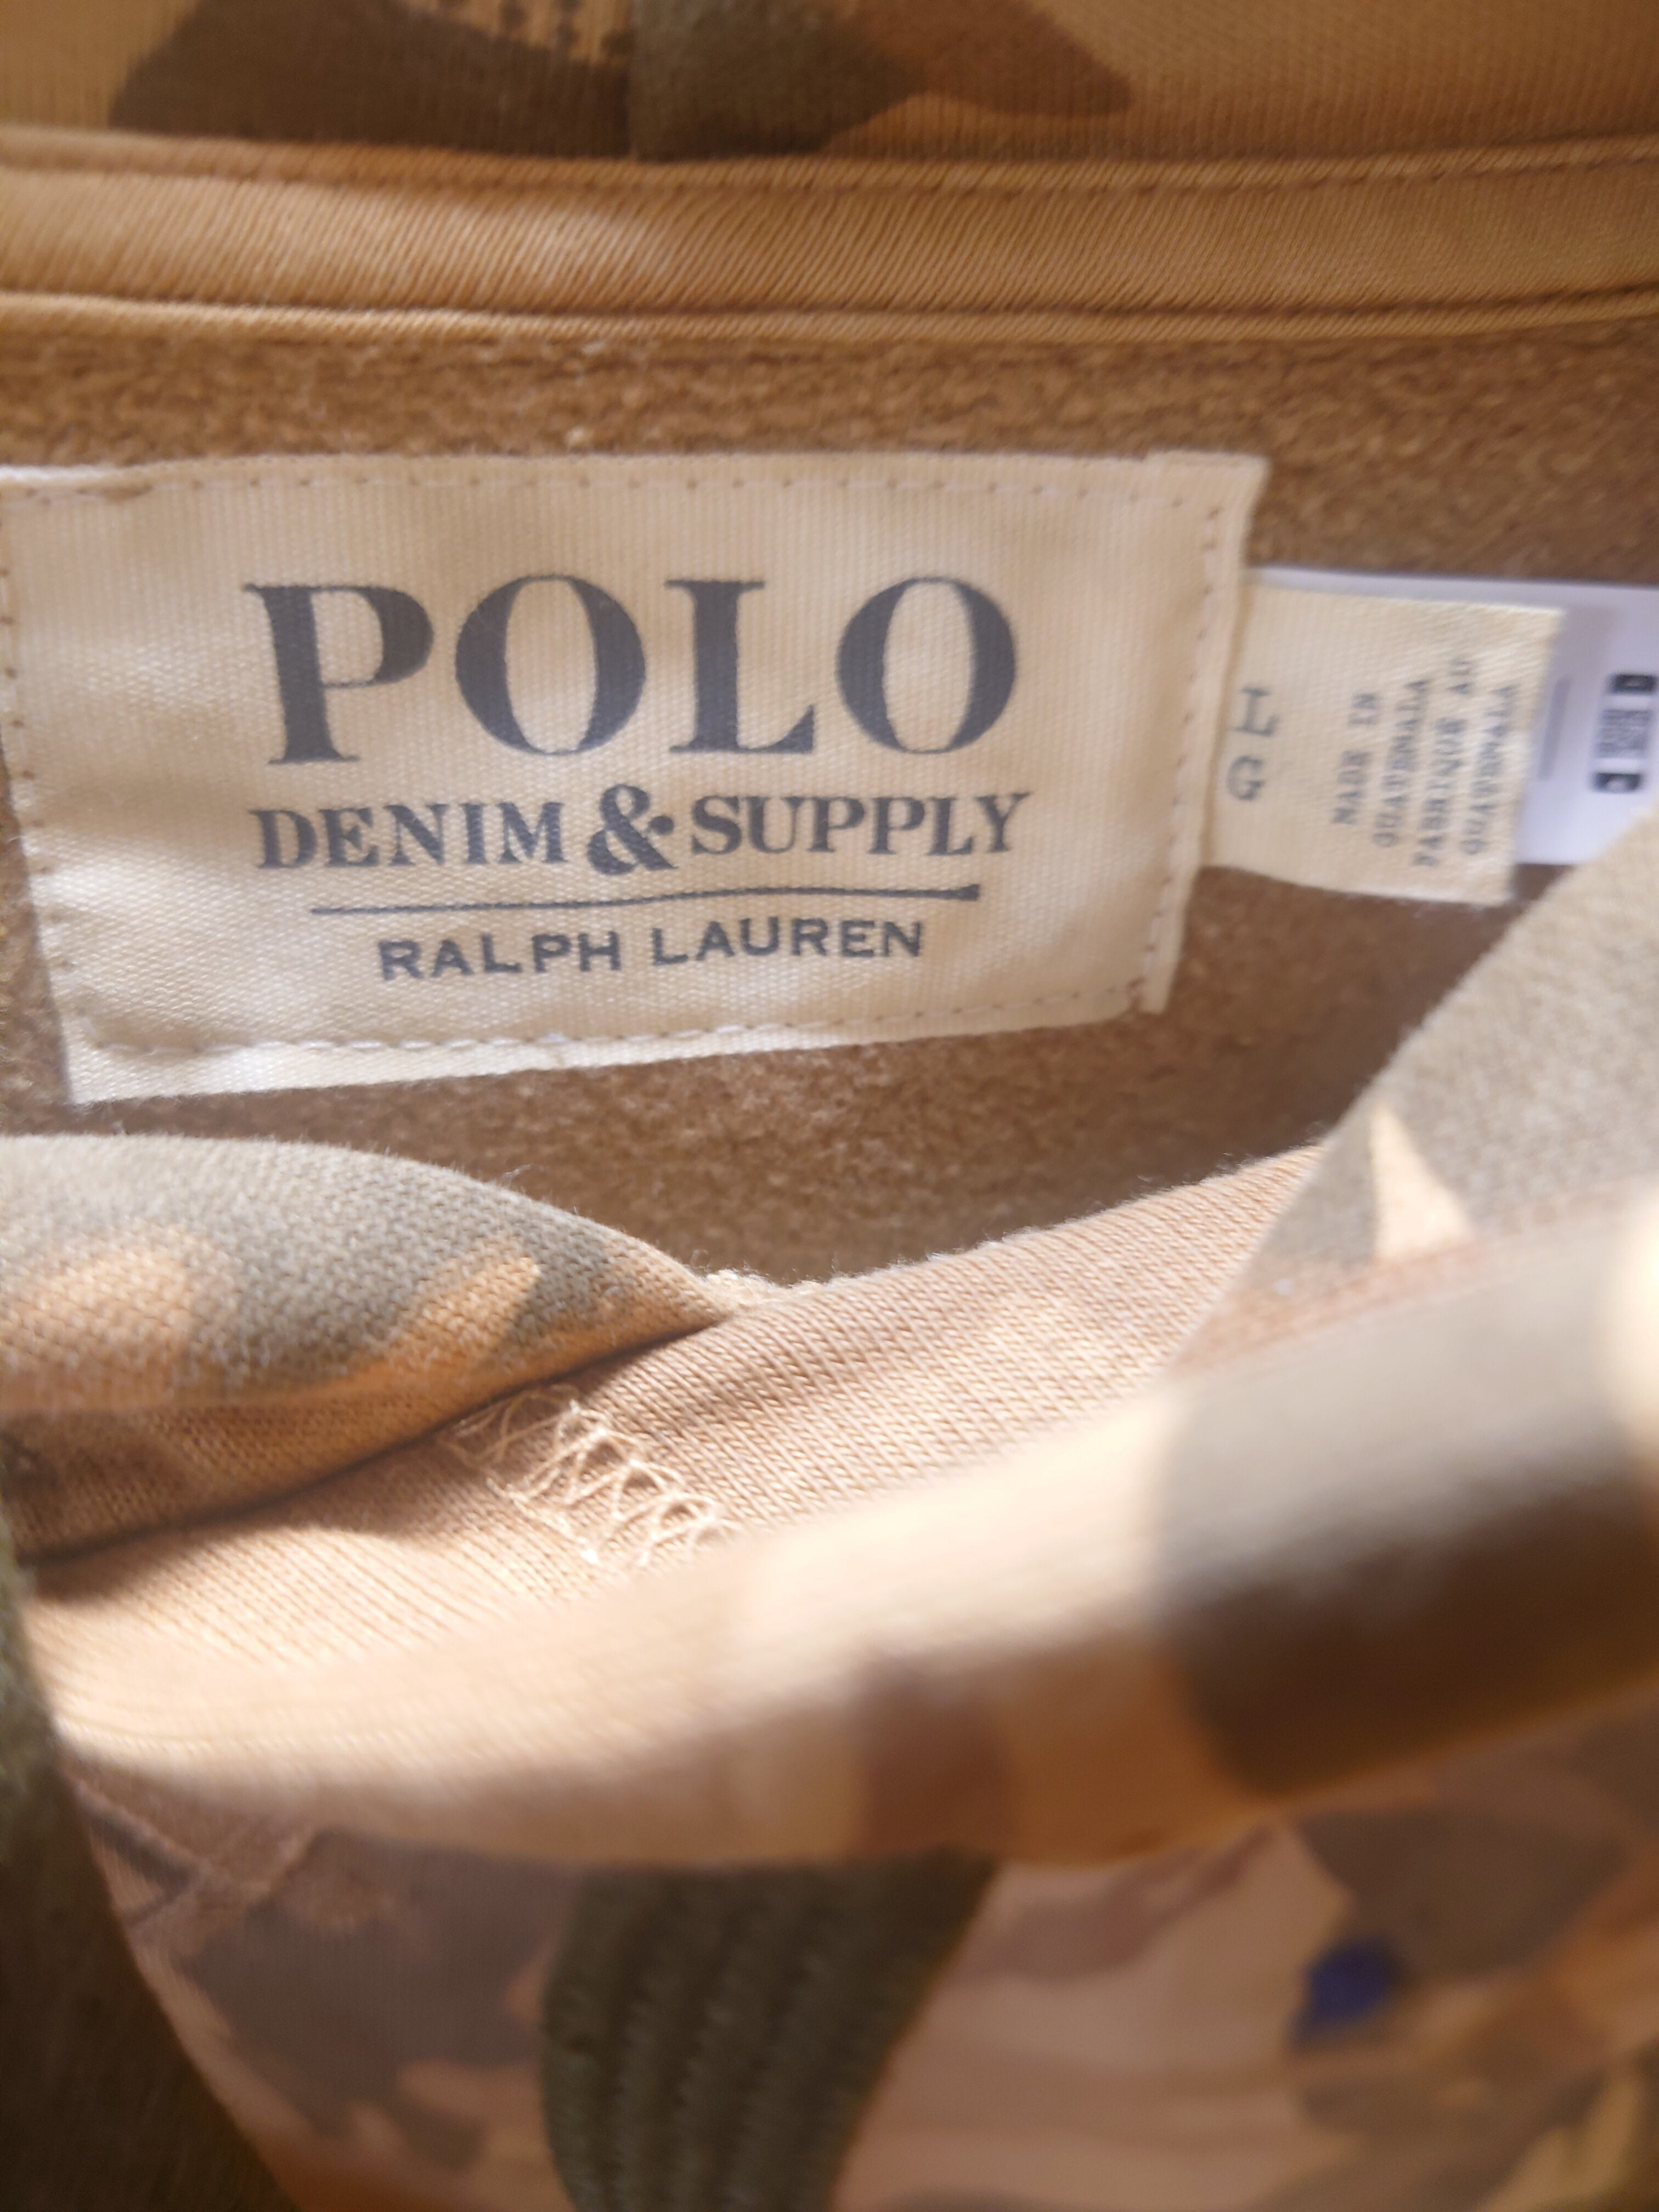 POLO
DENIM & SUPPLY
RALPH LAUREN
L
G
MADE IN
GUATEMALA
FABRIQUE AU
GUATEMALA